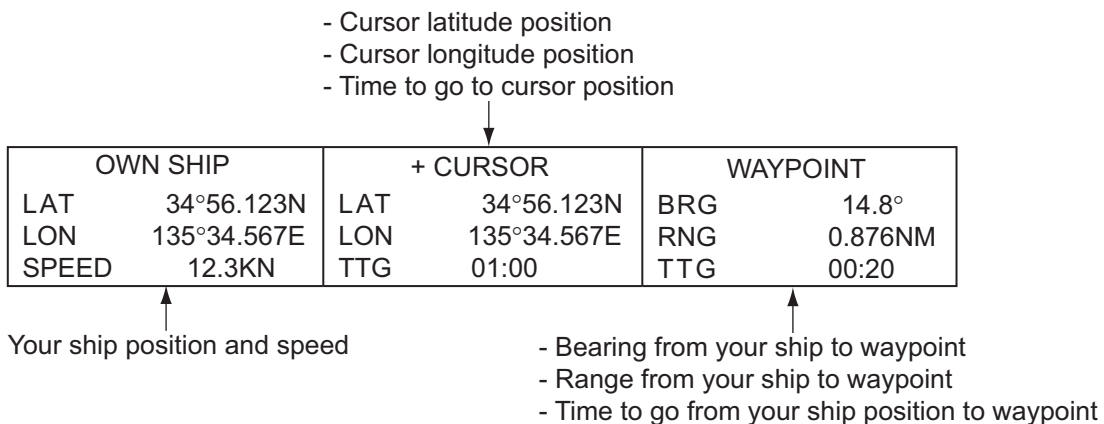 - Cursor latitude position
- Cursor longitude position
- Time to go to cursor position
OWN SHIP
LAT 34°56.123N
LON 135°34.567E
SPEED 12.3KN
+ CURSOR
LAT 34°56.123N
LON 135°34.567E
TTG 01:00
WAYPOINT
BRG 14.8°
RNG 0.876NM
TTG 00:20
Your ship position and speed
- Bearing from your ship to waypoint
- Range from your ship to waypoint
- Time to go from your ship position to waypoint